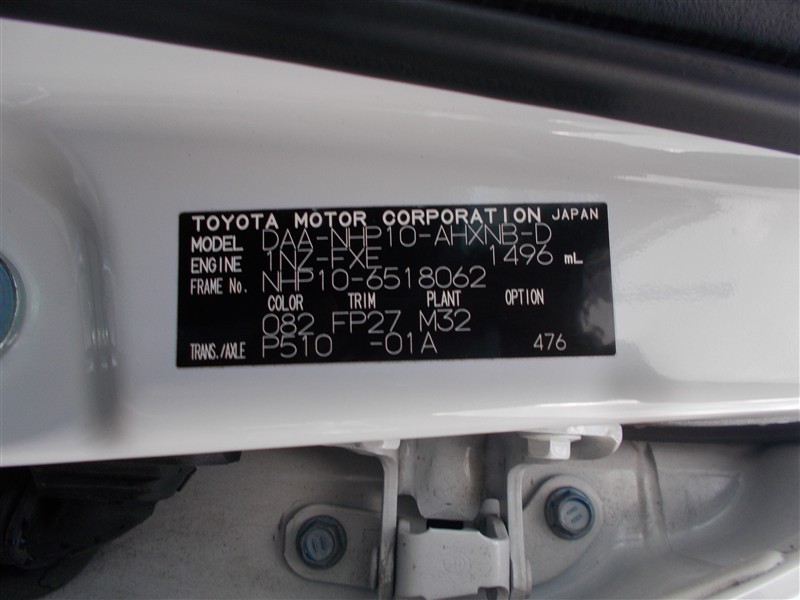 TOYOTA MOTOR CORPORATION JAPAN
MODEL DAA-NHP10-AHXNB-D
ENGINE 1NZ-FXE 1496 mL
FRAME No. NHP10-6518062
COLOR TRIM PLANT OPTION
082 FP27 M32
TRANS./AXLE P510 -01A 476